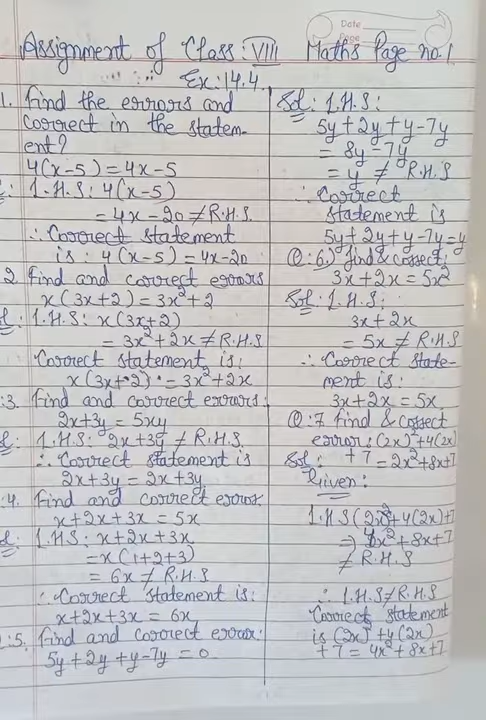 Date
Page
Assignment of Class: VIII Maths Page no. 1
Ex: 14.4.
1. Find the errors and
correct in the statem-
ent?
4(x-5) = 4x-5
L.H.S: 4(x-5)
= 4x-20 ≠ R.H.S.
∴ Correct statement
is: 4(x-5) = 4x-20
2. Find and correct errors
x(3x+2) = 3x²+2
L.H.S: x(3x+2)
= 3x²+2x ≠ R.H.S
Correct statement is:
x(3x+2) = 3x²+2x
:3. Find and correct errors:
2x+3y = 5xy
L.H.S: 2x+3y ≠ R.H.S.
∴ Correct statement is
2x+3y = 2x+3y
:4. Find and correct error:
x+2x+3x = 5x
L.H.S: x+2x+3x
= x(1+2+3)
= 6x ≠ R.H.S
∴ Correct statement is:
x+2x+3x = 6x
:5. Find and correct error:
5y+2y+y-7y = 0
Sol: L.H.S:
5y+2y+y-7y
= 8y-7y
= y ≠ R.H.S
∴ Correct
statement is
5y+2y+y-7y=y
Q:6) find & correct:
3x+2x = 5x²
Sol: L.H.S:
3x+2x
= 5x ≠ R.H.S
∴ Correct state-
ment is:
3x+2x = 5x
Q:7 find & correct
error: (2x)²+4(2x)
+7 = 2x²+8x+7
Sol:
Given:
L.H.S (2x)²+4(2x)+7
⇒ 4x²+8x+7
≠ R.H.S
∴ L.H.S ≠ R.H.S
Correct statement
is (2x)²+4(2x)
+7 = 4x²+8x+7